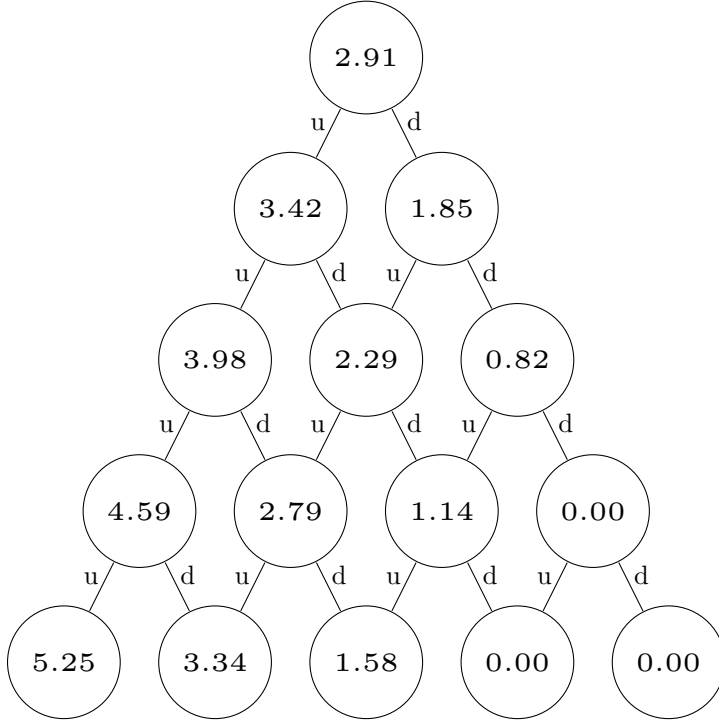 2.91
u d
3.42 1.85
u d u d
3.98 2.29 0.82
u d u d u d
4.59 2.79 1.14 0.00
u d u d u d u d
5.25 3.34 1.58 0.00 0.00